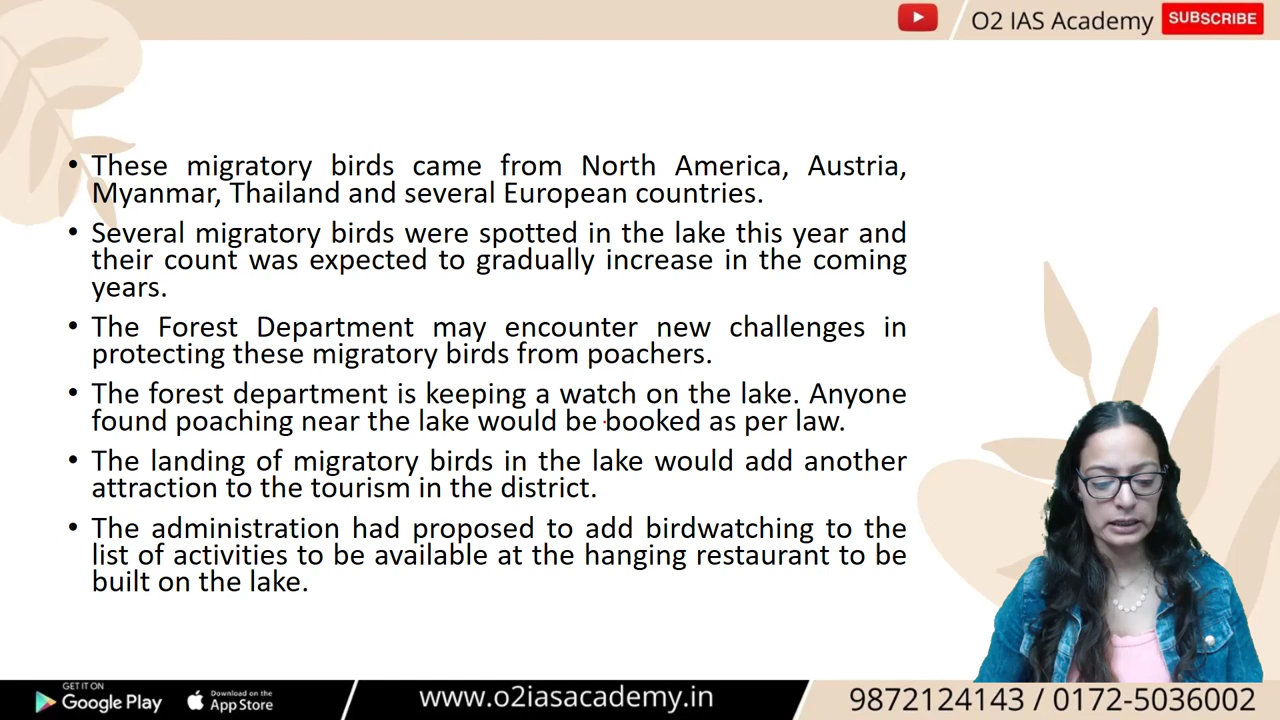 O2 IAS Academy SUBSCRIBE
• These migratory birds came from North America, Austria,
Myanmar, Thailand and several European countries.
• Several migratory birds were spotted in the lake this year and
their count was expected to gradually increase in the coming
years.
• The Forest Department may encounter new challenges in
protecting these migratory birds from poachers.
• The forest department is keeping a watch on the lake. Anyone
found poaching near the lake would be booked as per law.
• The landing of migratory birds in the lake would add another
attraction to the tourism in the district.
• The administration had proposed to add birdwatching to the
list of activities to be available at the hanging restaurant to be
built on the lake.
GET IT ON
Google Play
Download on the
App Store
www.o2iasacademy.in
9872124143 / 0172-5036002